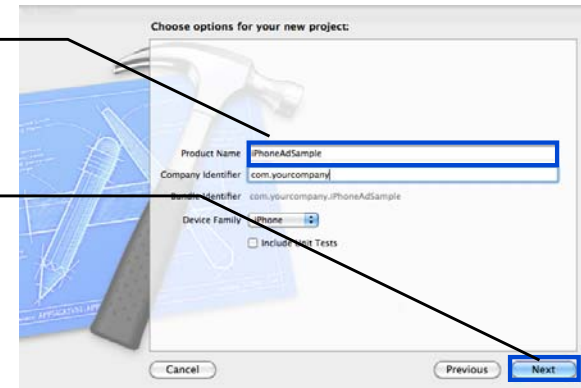 Choose options for your new project:
Product Name iPhoneAdSample
Company Identifier com.yourcompany
Bundle Identifier com.yourcompany.iPhoneAdSample
Device Family iPhone
Include Unit Tests
Cancel Previous Next